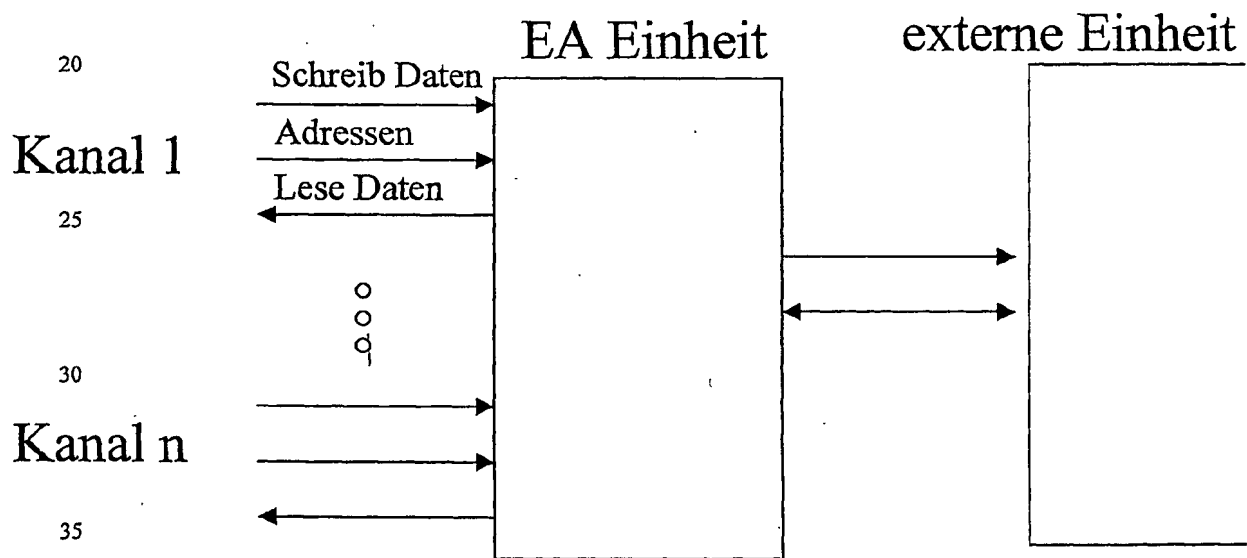 EA Einheit
externe Einheit
20
Schreib Daten
Adressen
Kanal 1
Lese Daten
25
30
Kanal n
35